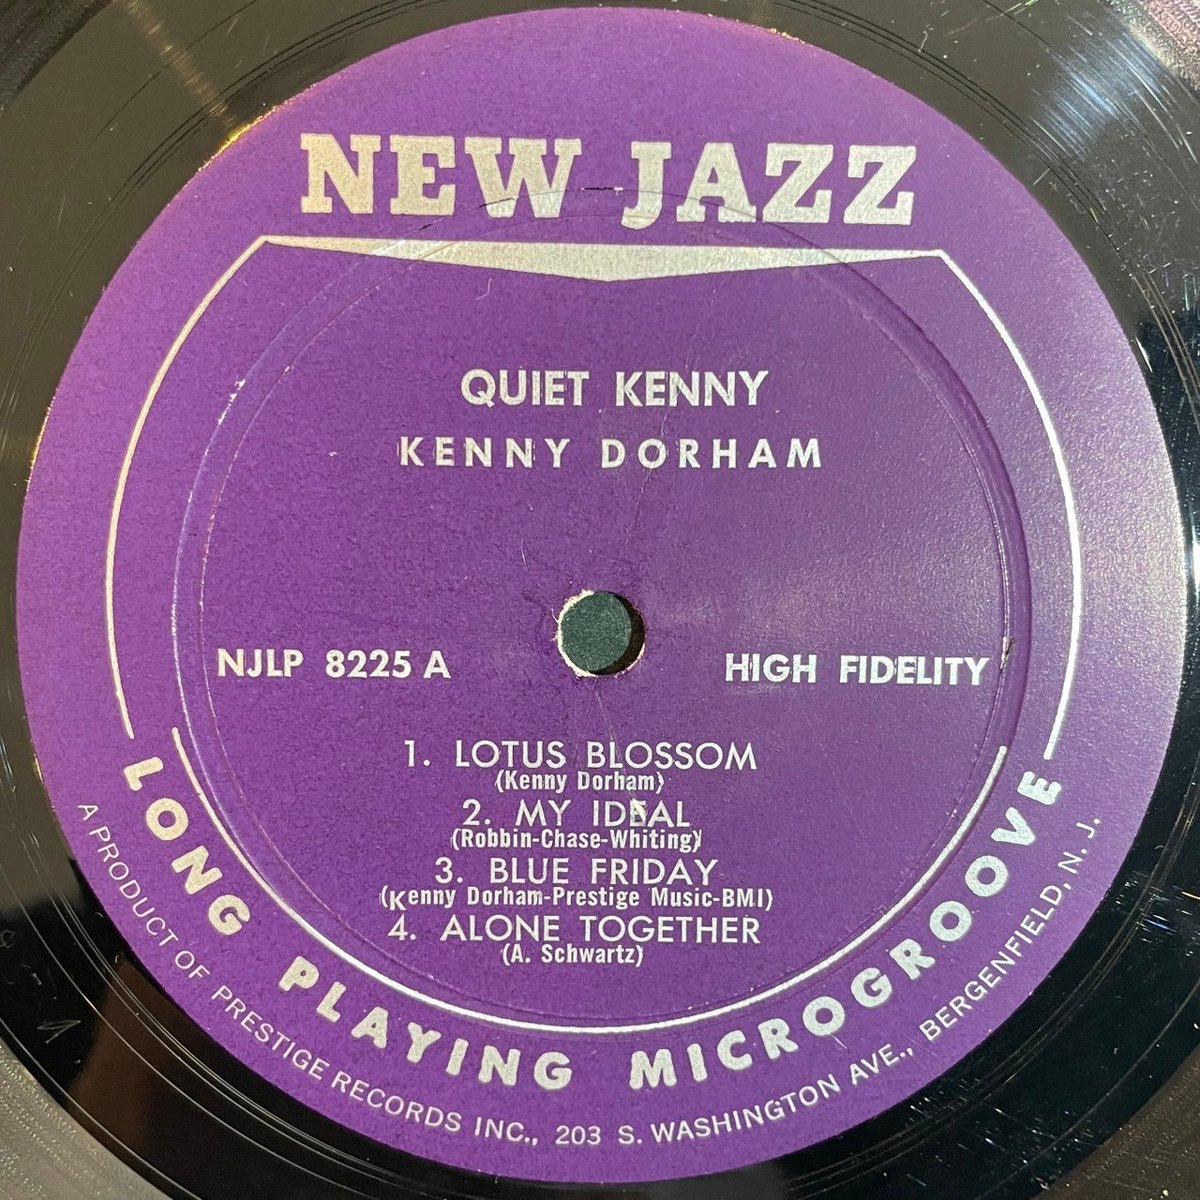 NEW JAZZ
QUIET KENNY
KENNY DORHAM
NJLP 8225 A
HIGH FIDELITY
1. LOTUS BLOSSOM
(Kenny Dorham)
2. MY IDEAL
(Robbin-Chase-Whiting)
3. BLUE FRIDAY
(Kenny Dorham-Prestige Music-BMI)
4. ALONE TOGETHER
(A. Schwartz)
LONG PLAYING MICROGROOVE
A PRODUCT OF PRESTIGE RECORDS INC., 203 S. WASHINGTON AVE., BERGENFIELD, N. J.